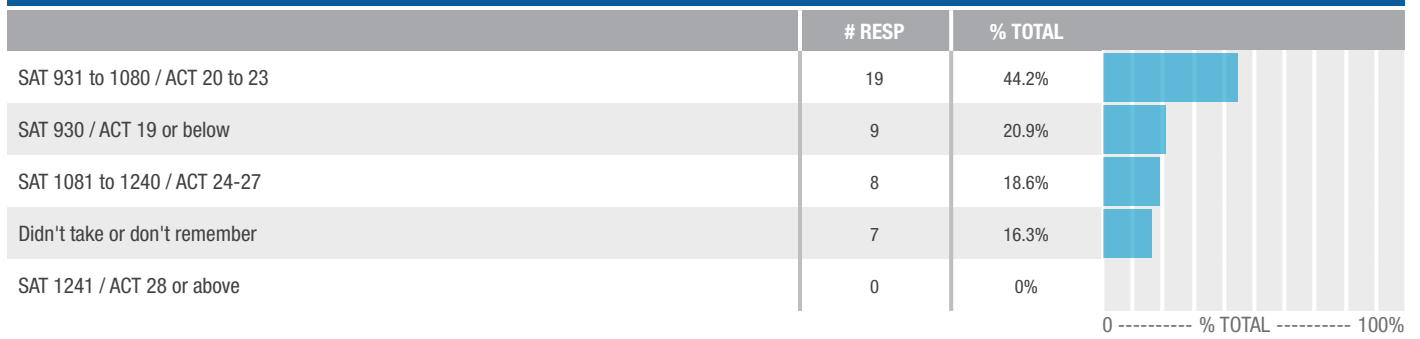 # RESP % TOTAL
SAT 931 to 1080 / ACT 20 to 23 19 44.2%
SAT 930 / ACT 19 or below 9 20.9%
SAT 1081 to 1240 / ACT 24-27 8 18.6%
Didn't take or don't remember 7 16.3%
SAT 1241 / ACT 28 or above 0 0%
0 ---------- % TOTAL ---------- 100%